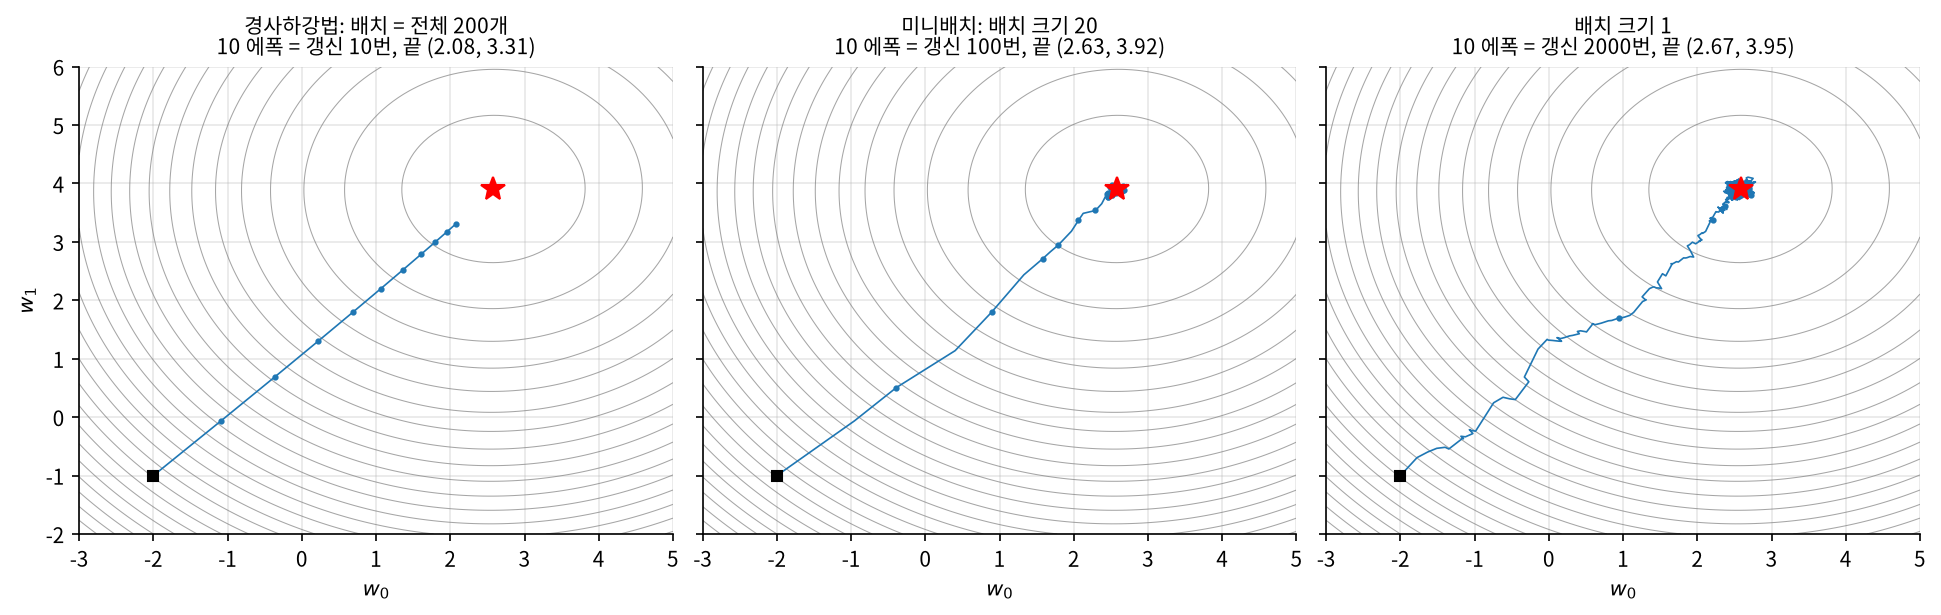 경사하강법: 배치 = 전체 200개
10 에폭 = 갱신 10번, 끝 (2.08, 3.31)
6
5
4
3
2
1
0
-1
-2
w₁
-3 -2 -1 0 1 2 3 4 5
w₀
미니배치: 배치 크기 20
10 에폭 = 갱신 100번, 끝 (2.63, 3.92)
-3 -2 -1 0 1 2 3 4 5
w₀
배치 크기 1
10 에폭 = 갱신 2000번, 끝 (2.67, 3.95)
-3 -2 -1 0 1 2 3 4 5
w₀